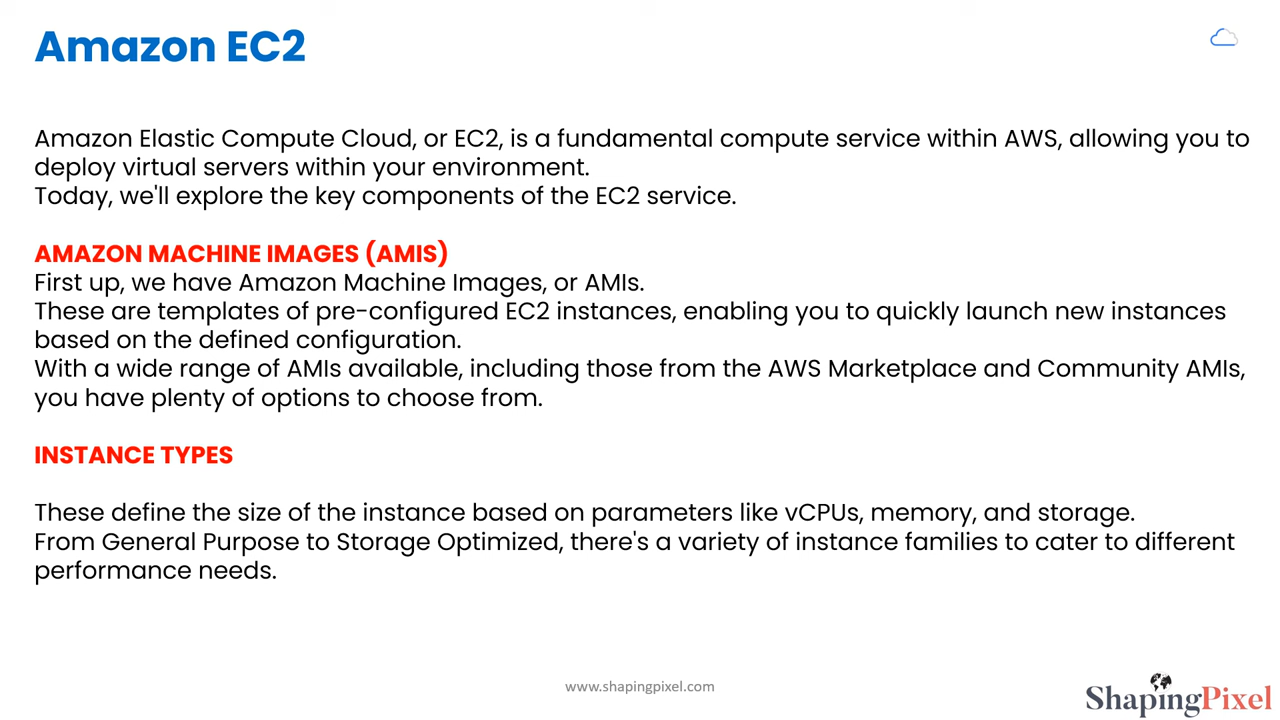 Amazon EC2
Amazon Elastic Compute Cloud, or EC2, is a fundamental compute service within AWS, allowing you to
deploy virtual servers within your environment.
Today, we'll explore the key components of the EC2 service.
AMAZON MACHINE IMAGES (AMIS)
First up, we have Amazon Machine Images, or AMIs.
These are templates of pre-configured EC2 instances, enabling you to quickly launch new instances
based on the defined configuration.
With a wide range of AMIs available, including those from the AWS Marketplace and Community AMIs,
you have plenty of options to choose from.
INSTANCE TYPES
These define the size of the instance based on parameters like vCPUs, memory, and storage.
From General Purpose to Storage Optimized, there's a variety of instance families to cater to different
performance needs.
www.shapingpixel.com
ShapingPixel